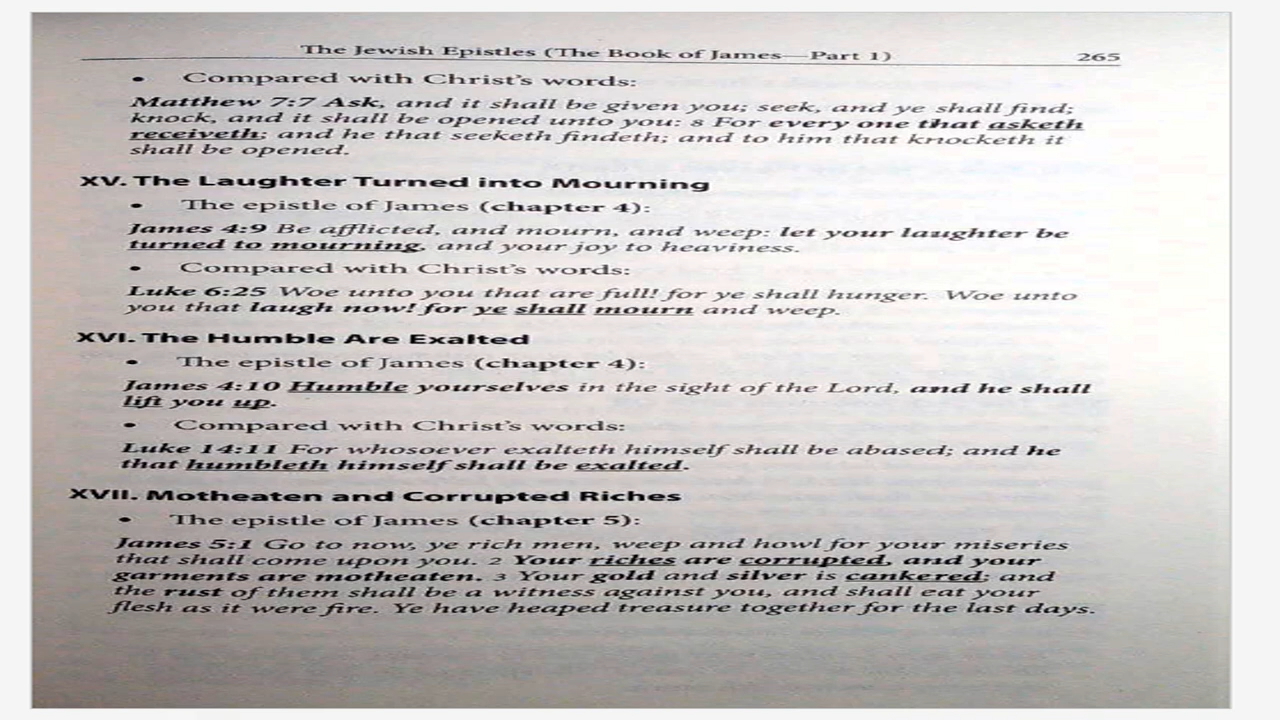 The Jewish Epistles (The Book of James—Part 1) 265
• Compared with Christ's words:
Matthew 7:7 Ask, and it shall be given you; seek, and ye shall find;
knock, and it shall be opened unto you: 8 For every one that asketh
receiveth; and he that seeketh findeth; and to him that knocketh it
shall be opened.
XV. The Laughter Turned into Mourning
• The epistle of James (chapter 4):
James 4:9 Be afflicted, and mourn, and weep: let your laughter be
turned to mourning, and your joy to heaviness.
• Compared with Christ's words:
Luke 6:25 Woe unto you that are full! for ye shall hunger. Woe unto
you that laugh now! for ye shall mourn and weep.
XVI. The Humble Are Exalted
• The epistle of James (chapter 4):
James 4:10 Humble yourselves in the sight of the Lord, and he shall
lift you up.
• Compared with Christ's words:
Luke 14:11 For whosoever exalteth himself shall be abased; and he
that humbleth himself shall be exalted.
XVII. Motheaten and Corrupted Riches
• The epistle of James (chapter 5):
James 5:1 Go to now, ye rich men, weep and howl for your miseries
that shall come upon you. 2 Your riches are corrupted, and your
garments are motheaten. 3 Your gold and silver is cankered; and
the rust of them shall be a witness against you, and shall eat your
flesh as it were fire. Ye have heaped treasure together for the last days.